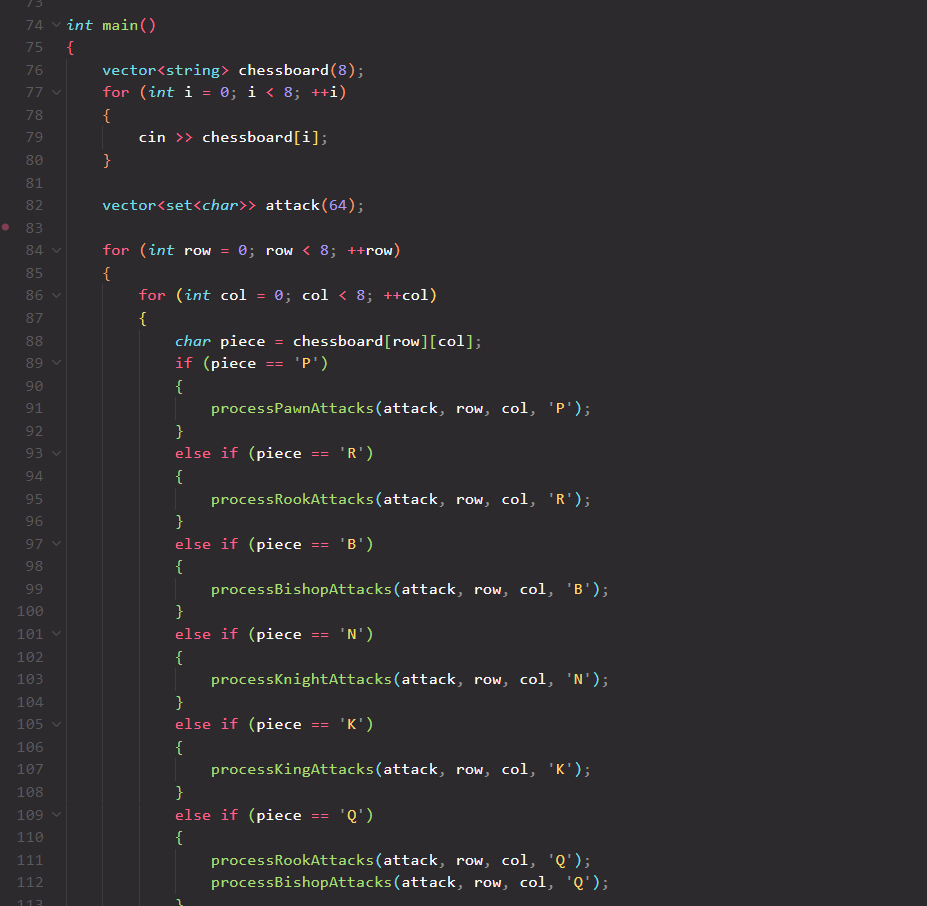 73
74 int main()
75 {
76     vector<string> chessboard(8);
77     for (int i = 0; i < 8; ++i)
78     {
79         cin >> chessboard[i];
80     }
81
82     vector<set<char>> attack(64);
83
84     for (int row = 0; row < 8; ++row)
85     {
86         for (int col = 0; col < 8; ++col)
87         {
88             char piece = chessboard[row][col];
89             if (piece == 'P')
90             {
91                 processPawnAttacks(attack, row, col, 'P');
92             }
93             else if (piece == 'R')
94             {
95                 processRookAttacks(attack, row, col, 'R');
96             }
97             else if (piece == 'B')
98             {
99                 processBishopAttacks(attack, row, col, 'B');
100             }
101             else if (piece == 'N')
102             {
103                 processKnightAttacks(attack, row, col, 'N');
104             }
105             else if (piece == 'K')
106             {
107                 processKingAttacks(attack, row, col, 'K');
108             }
109             else if (piece == 'Q')
110             {
111                 processRookAttacks(attack, row, col, 'Q');
112                 processBishopAttacks(attack, row, col, 'Q');
113             }